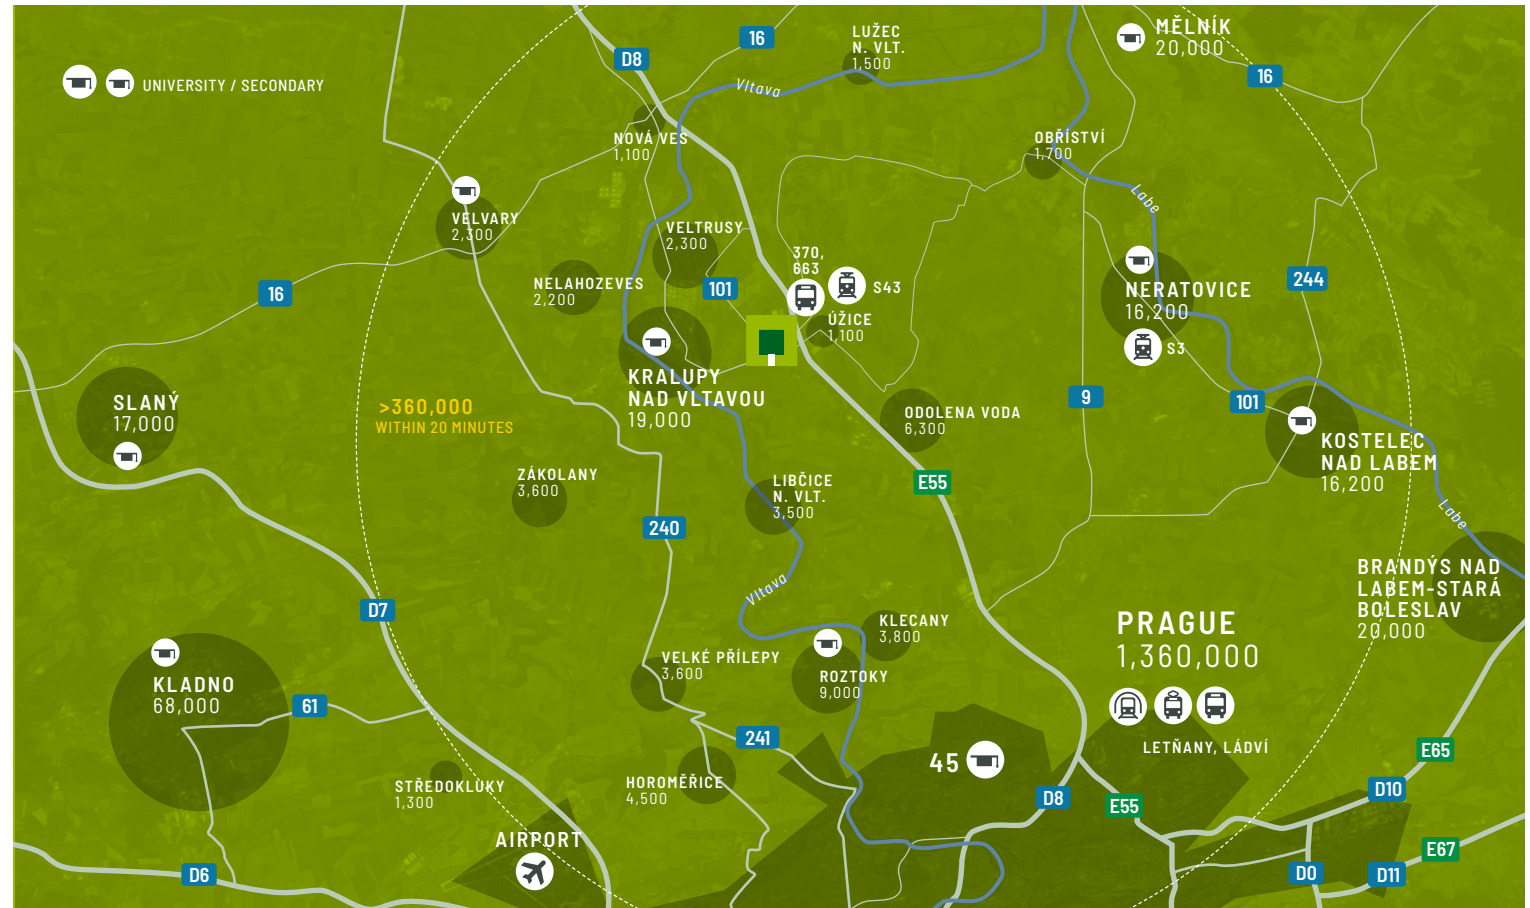 UNIVERSITY / SECONDARY
D8
16
LUŽEC
N. VLT.
1,500
MĚLNÍK
20,000
16
Vltava
NOVÁ VES
1,100
OBŘÍSTVÍ
1,700
VELVARY
2,300
VELTRUSY
2,300
Labe
370,
663
S43
NELAHOZEVES
2,200
101
16
244
NERATOVICE
16,200
ÚŽICE
1,100
S3
KRALUPY
NAD VLTAVOU
19,000
SLANÝ
17,000
>360,000
WITHIN 20 MINUTES
9
101
ODOLENA VODA
6,300
KOSTELEC
NAD LABEM
16,200
ZÁKOLANY
3,600
LIBČICE
N. VLT.
3,500
E55
240
Labe
BRANDÝS NAD
LABEM-STARÁ
BOLESLAV
20,000
Vltava
D7
KLECANY
3,800
PRAGUE
1,360,000
VELKÉ PŘÍLEPY
3,600
ROZTOKY
9,000
KLADNO
68,000
61
241
LETŇANY, LÁDVÍ
E65
45
STŘEDOKLUKY
1,300
HOROMĚŘICE
4,500
D8
E55
D10
AIRPORT
E67
D6
D0
D11